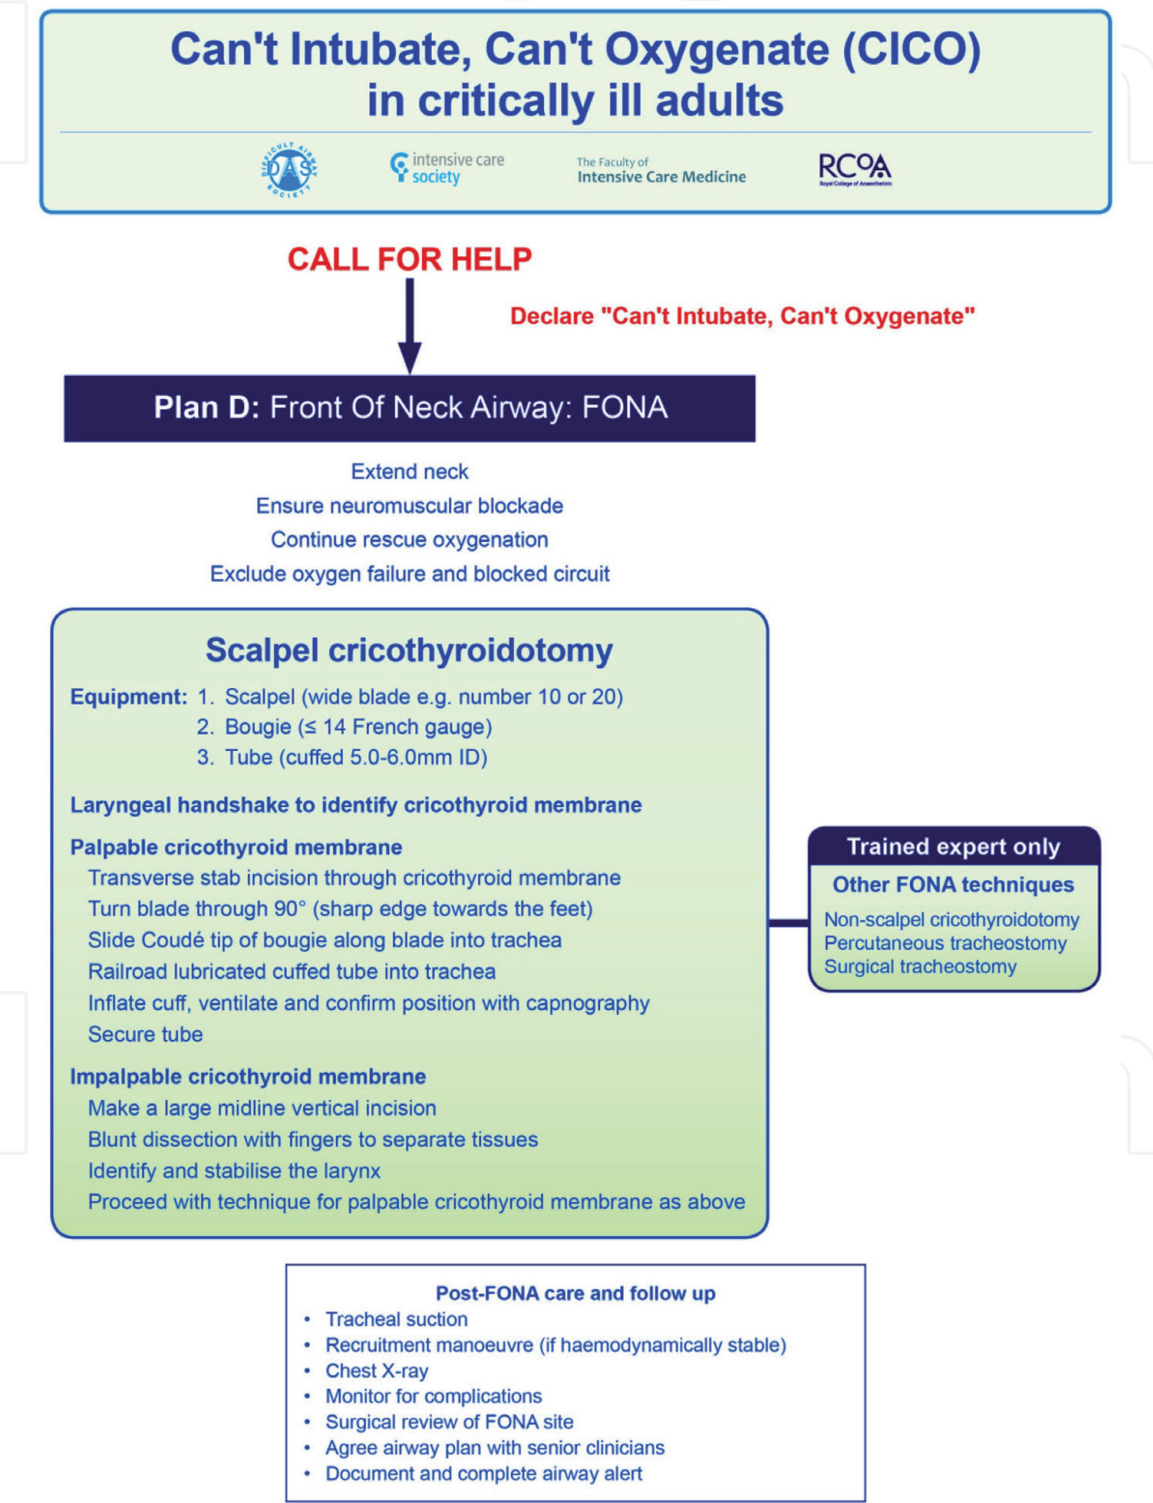 Can't Intubate, Can't Oxygenate (CICO)
in critically ill adults
DIFFICULT AIRWAY SOCIETY
DAS
intensive care
society
The Faculty of
Intensive Care Medicine
RCOA
Royal College of Anaesthetists
CALL FOR HELP
Declare "Can't Intubate, Can't Oxygenate"
Plan D: Front Of Neck Airway: FONA
Extend neck
Ensure neuromuscular blockade
Continue rescue oxygenation
Exclude oxygen failure and blocked circuit
Scalpel cricothyroidotomy
Equipment: 1. Scalpel (wide blade e.g. number 10 or 20)
2. Bougie (≤ 14 French gauge)
3. Tube (cuffed 5.0-6.0mm ID)
Laryngeal handshake to identify cricothyroid membrane
Palpable cricothyroid membrane
Transverse stab incision through cricothyroid membrane
Turn blade through 90° (sharp edge towards the feet)
Slide Coudé tip of bougie along blade into trachea
Railroad lubricated cuffed tube into trachea
Inflate cuff, ventilate and confirm position with capnography
Secure tube
Impalpable cricothyroid membrane
Make a large midline vertical incision
Blunt dissection with fingers to separate tissues
Identify and stabilise the larynx
Proceed with technique for palpable cricothyroid membrane as above
Trained expert only
Other FONA techniques
Non-scalpel cricothyroidotomy
Percutaneous tracheostomy
Surgical tracheostomy
Post-FONA care and follow up
• Tracheal suction
• Recruitment manoeuvre (if haemodynamically stable)
• Chest X-ray
• Monitor for complications
• Surgical review of FONA site
• Agree airway plan with senior clinicians
• Document and complete airway alert